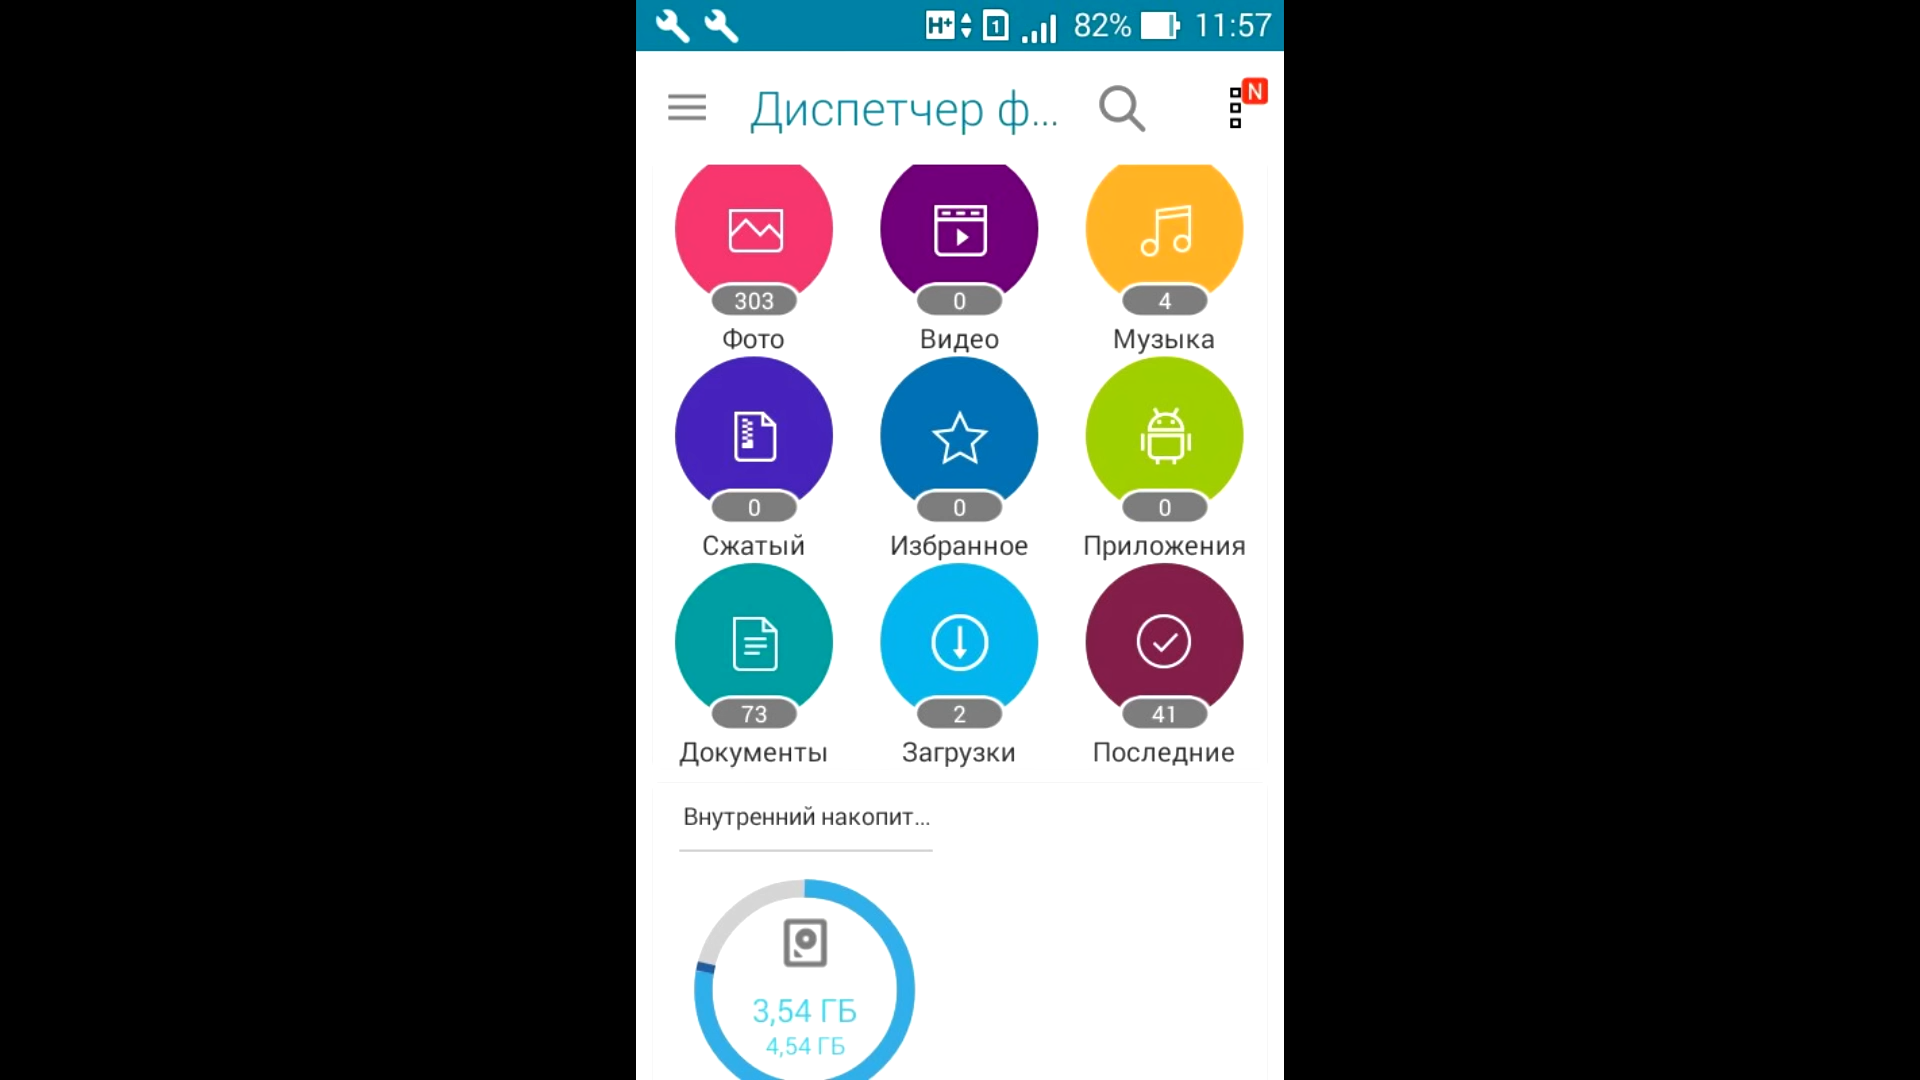 H+ 1 82% 11:57
Диспетчер ф... N
303 0 4
Фото Видео Музыка
0 0 0
Сжатый Избранное Приложения
73 2 41
Документы Загрузки Последние
Внутренний накопит...
3,54 ГБ
4,54 ГБ